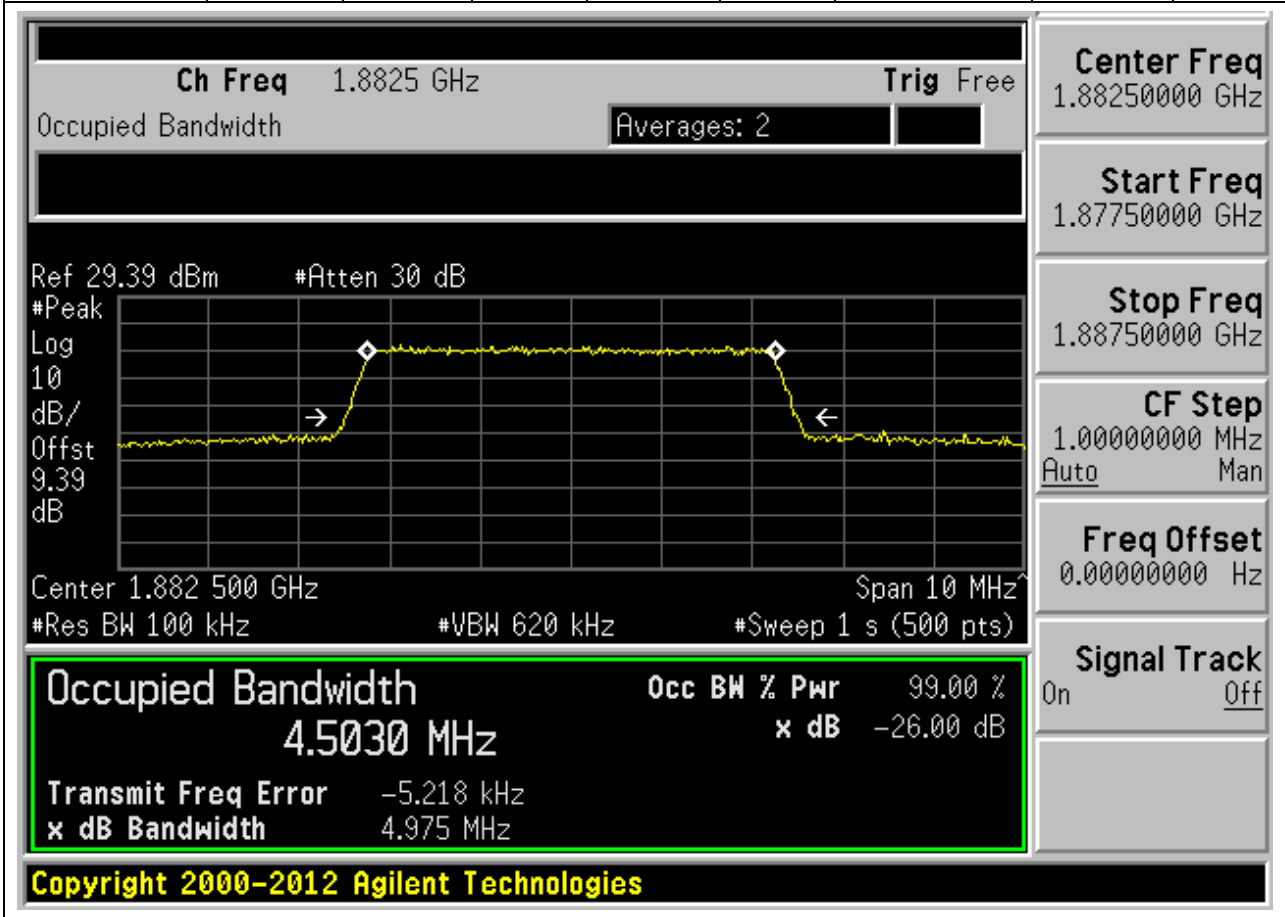 Ch Freq 1.8825 GHz Trig Free
Occupied Bandwidth Averages: 2
Ref 29.39 dBm #Atten 30 dB
#Peak
Log
10
dB/
Offst
9.39
dB
Center 1.882 500 GHz Span 10 MHz^
#Res BW 100 kHz #VBW 620 kHz #Sweep 1 s (500 pts)
Occupied Bandwidth Occ BW % Pwr 99.00 %
4.5030 MHz x dB -26.00 dB
Transmit Freq Error -5.218 kHz
x dB Bandwidth 4.975 MHz
Copyright 2000-2012 Agilent Technologies
Center Freq
1.88250000 GHz
Start Freq
1.87750000 GHz
Stop Freq
1.88750000 GHz
CF Step
1.00000000 MHz
Auto Man
Freq Offset
0.00000000 Hz
Signal Track
On Off